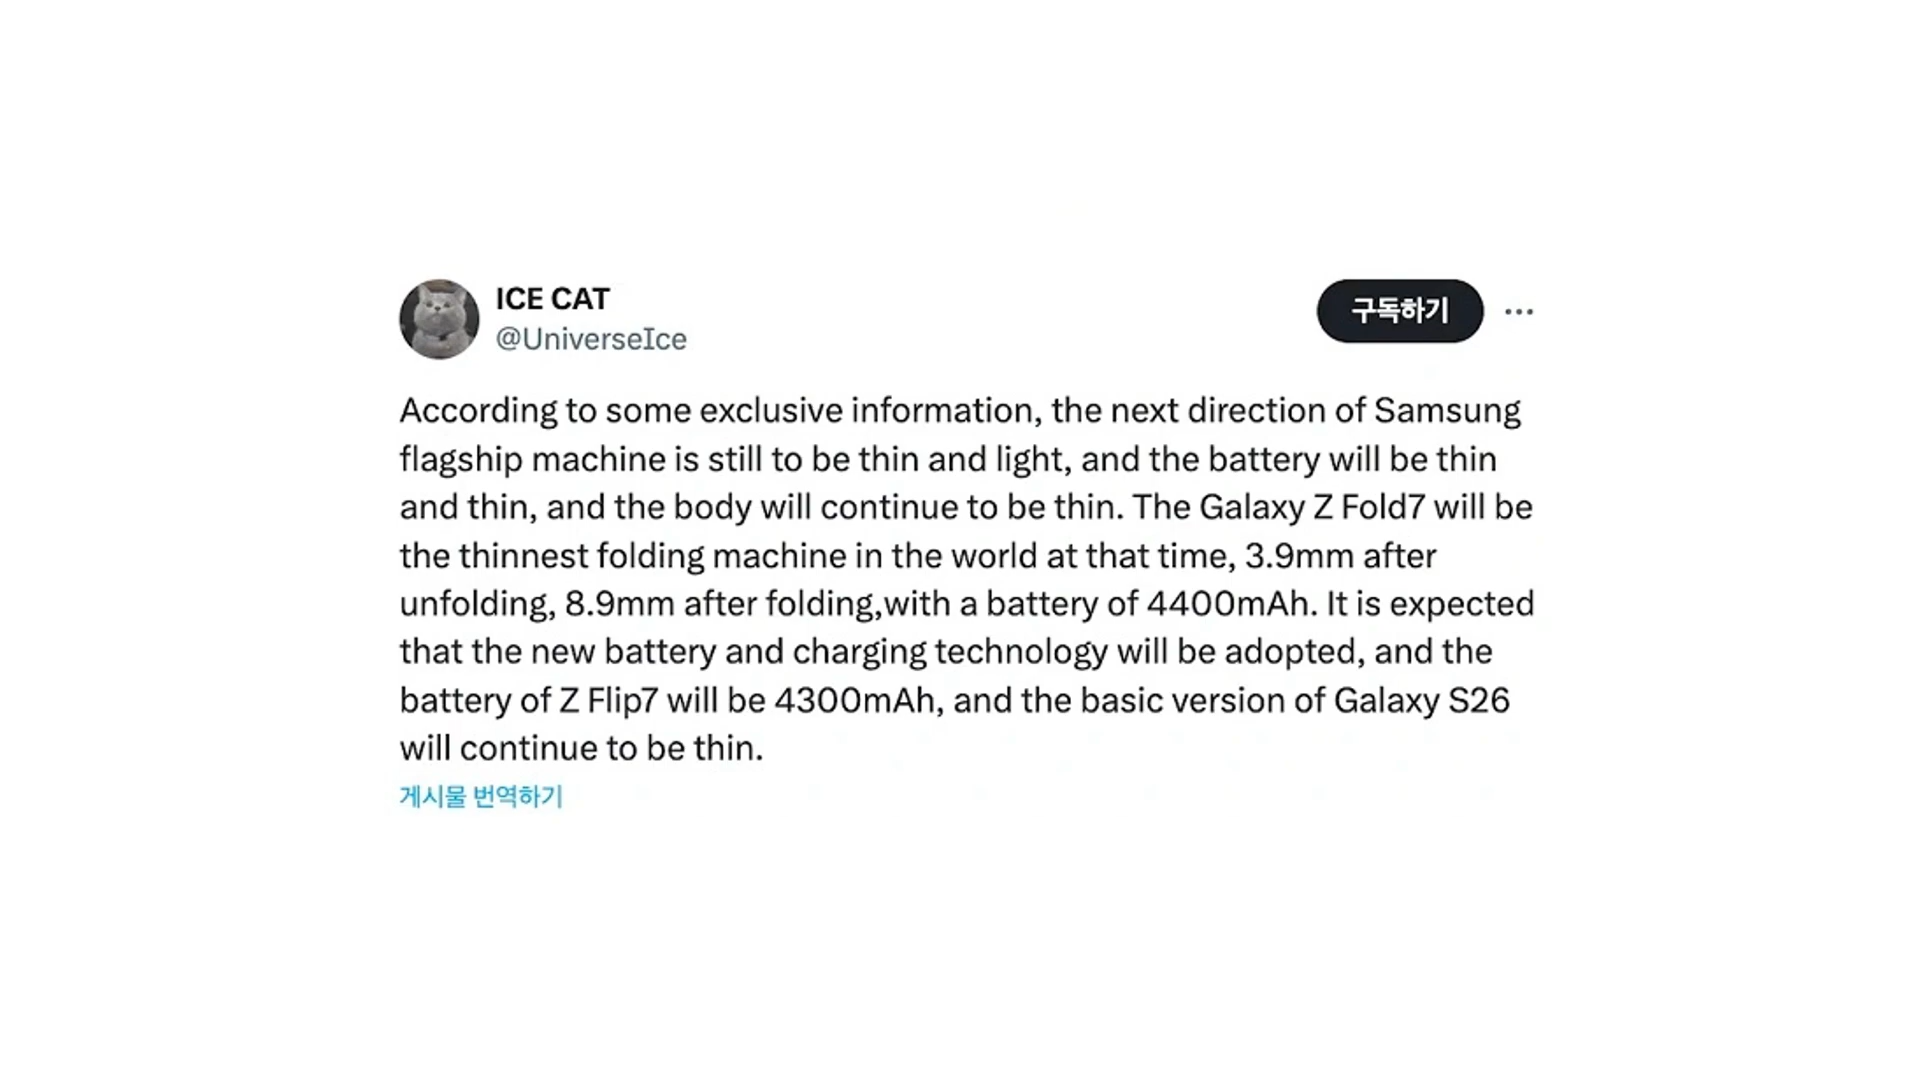 ICE CAT
@UniverseIce
구독하기
According to some exclusive information, the next direction of Samsung
flagship machine is still to be thin and light, and the battery will be thin
and thin, and the body will continue to be thin. The Galaxy Z Fold7 will be
the thinnest folding machine in the world at that time, 3.9mm after
unfolding, 8.9mm after folding,with a battery of 4400mAh. It is expected
that the new battery and charging technology will be adopted, and the
battery of Z Flip7 will be 4300mAh, and the basic version of Galaxy S26
will continue to be thin.
게시물 번역하기